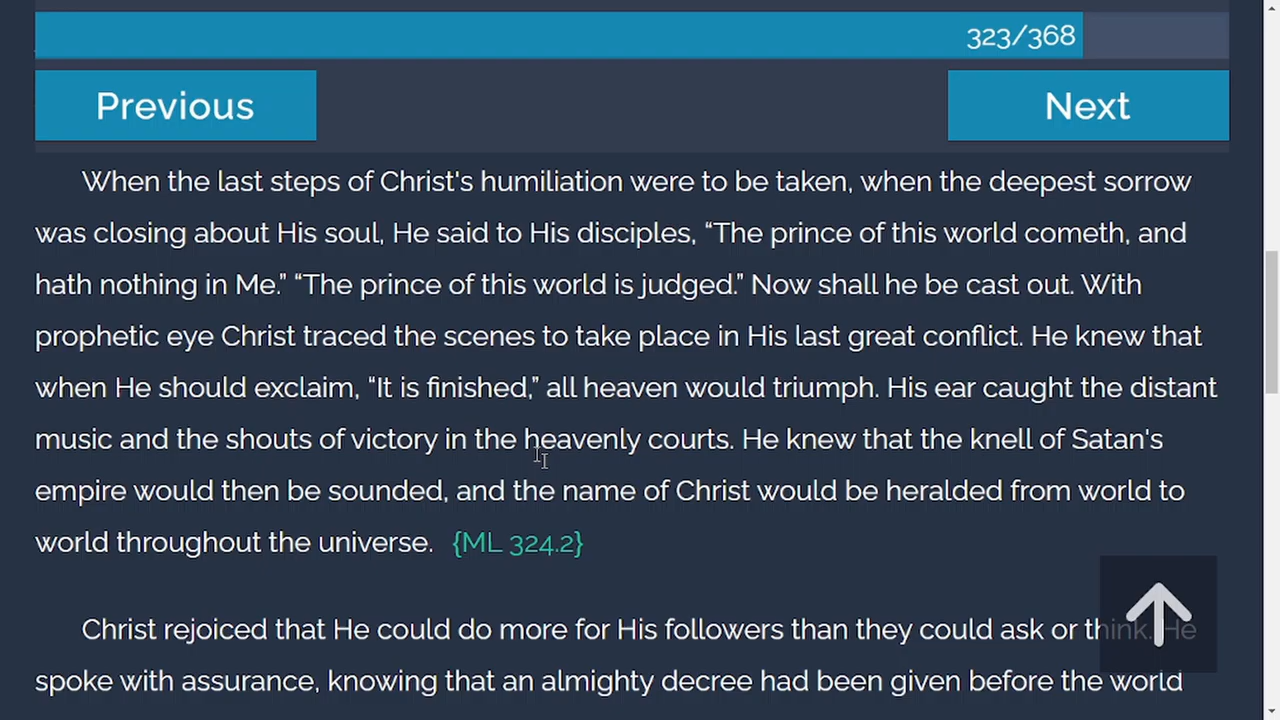 323/368
Previous
Next
When the last steps of Christ's humiliation were to be taken, when the deepest sorrow
was closing about His soul, He said to His disciples, “The prince of this world cometh, and
hath nothing in Me.” “The prince of this world is judged.” Now shall he be cast out. With
prophetic eye Christ traced the scenes to take place in His last great conflict. He knew that
when He should exclaim, “It is finished,” all heaven would triumph. His ear caught the distant
music and the shouts of victory in the heavenly courts. He knew that the knell of Satan's
empire would then be sounded, and the name of Christ would be heralded from world to
world throughout the universe. {ML 324.2}
Christ rejoiced that He could do more for His followers than they could ask or think. He
spoke with assurance, knowing that an almighty decree had been given before the world